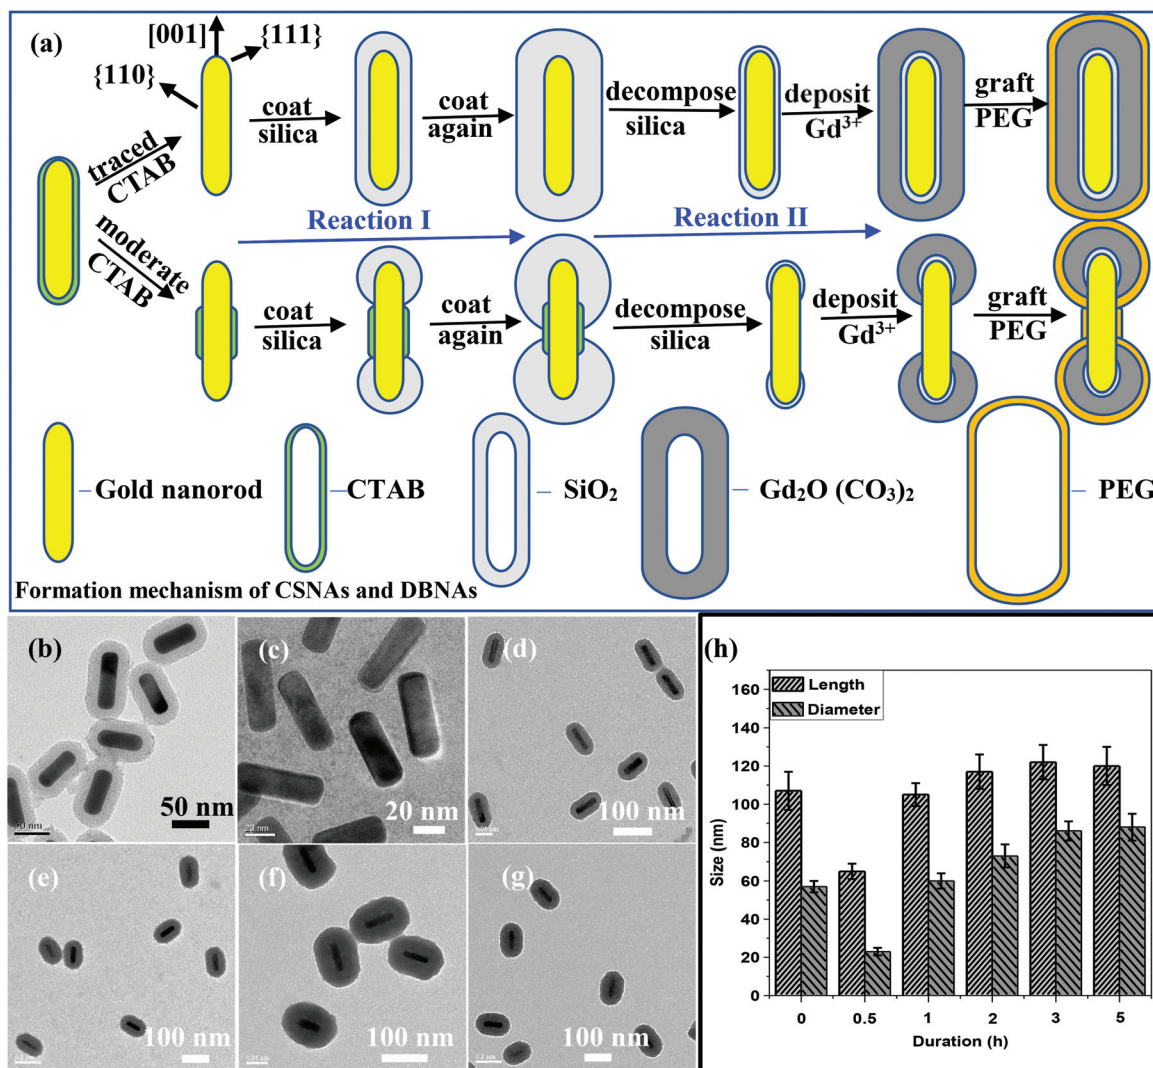 (a)
[001]
{111}
{110}
coat
silica
coat
again
decompose
silica
deposit
Gd³⁺
graft
PEG
traced
CTAB
Reaction I
Reaction II
moderate
CTAB
coat
silica
coat
again
decompose
silica
deposit
Gd³⁺
graft
PEG
Gold nanorod
CTAB
SiO₂
Gd₂O (CO₃)₂
PEG
Formation mechanism of CSNAs and DBNAs
(b)
50 nm
50 nm
(c)
20 nm
20 nm
(d)
100 nm
(e)
100 nm
(f)
100 nm
(g)
100 nm
(h)
Length
Diameter
Size (nm)
160
140
120
100
80
60
40
20
0
0 0.5 1 2 3 5
Duration (h)